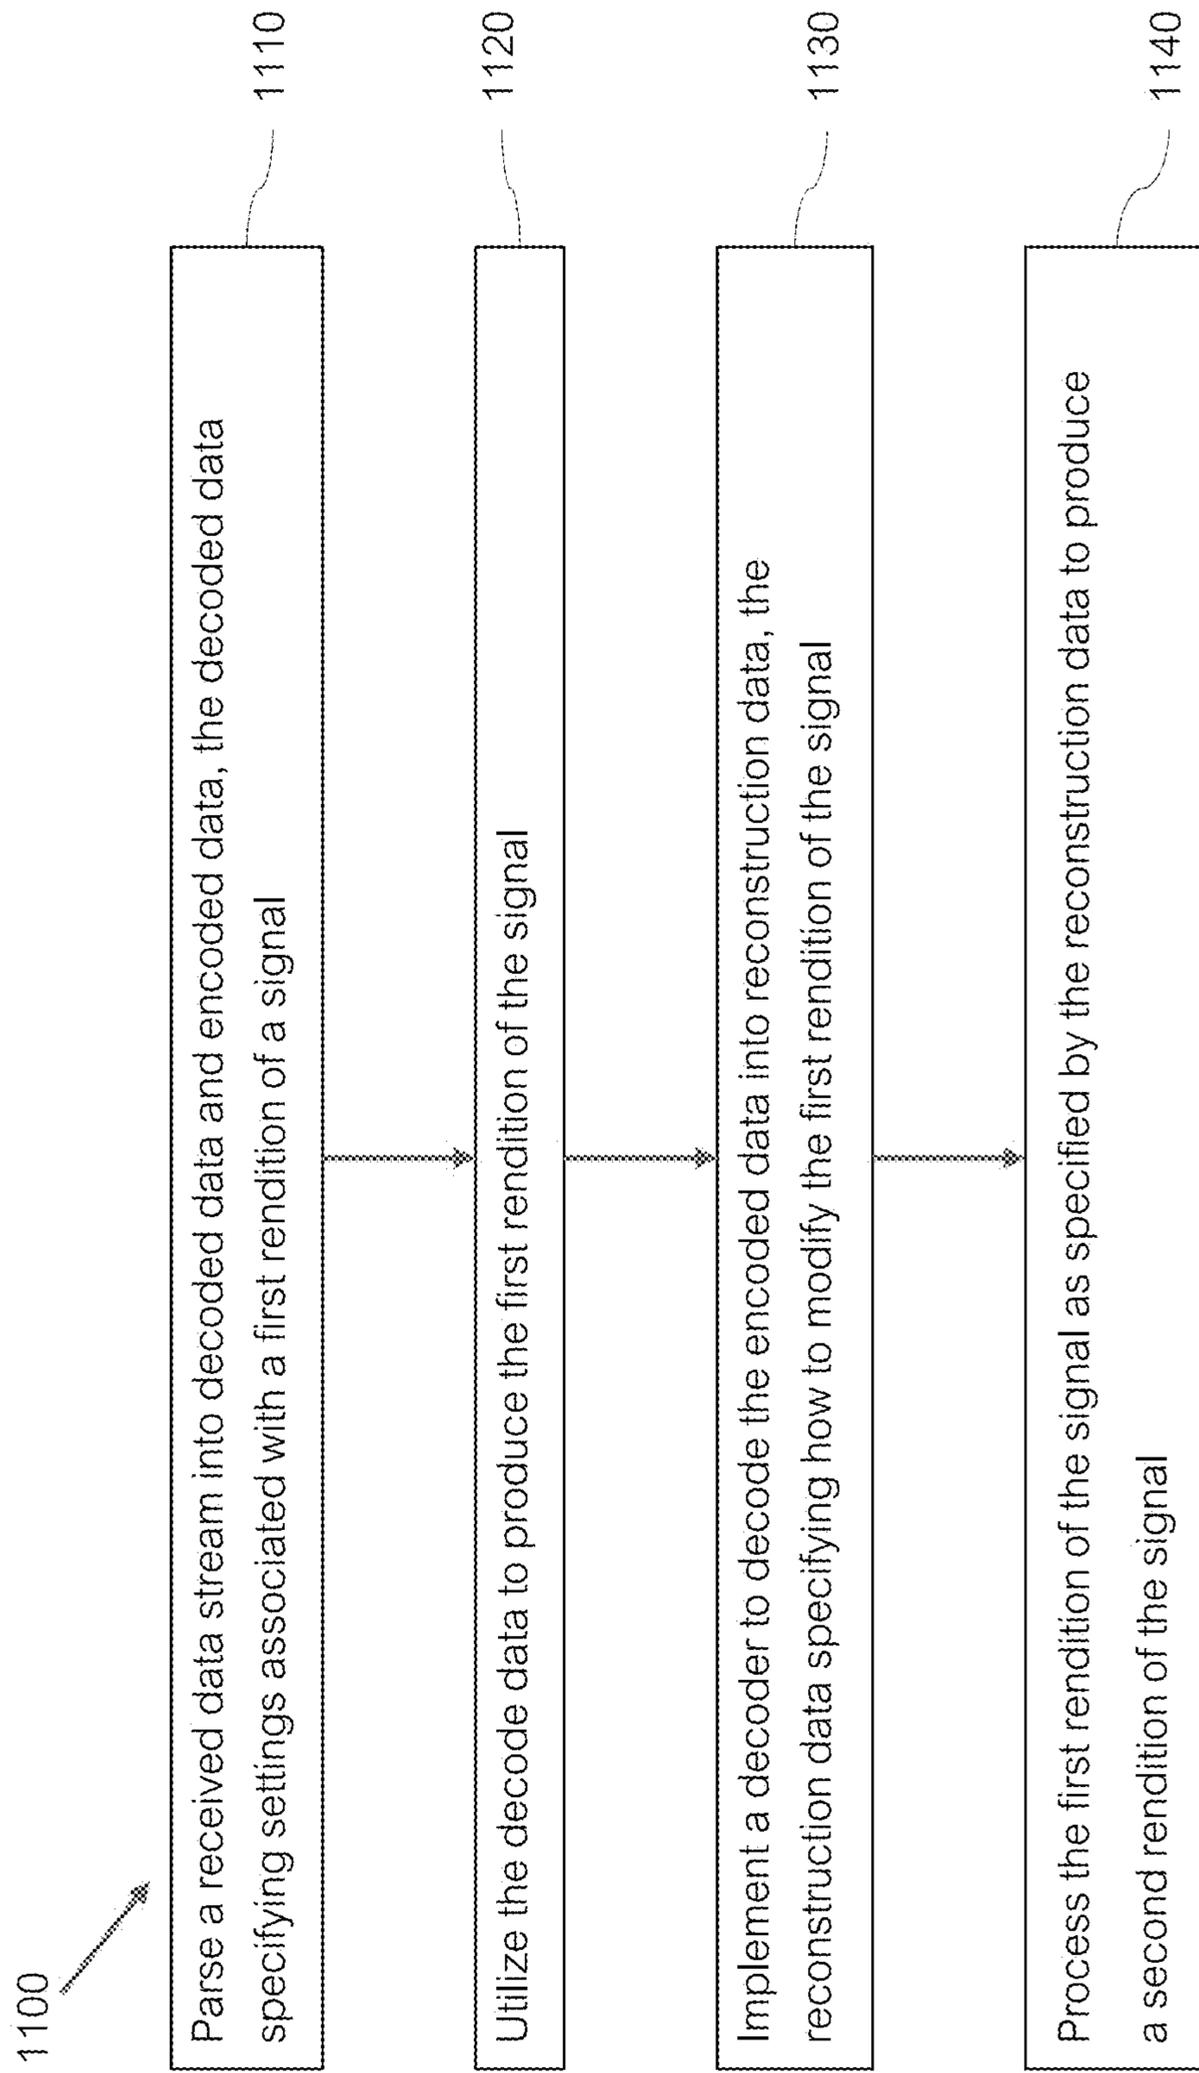 1100
Parse a received data stream into decoded data and encoded data, the decoded data
specifying settings associated with a first rendition of a signal
1110
Utilize the decode data to produce the first rendition of the signal
1120
Implement a decoder to decode the encoded data into reconstruction data, the
reconstruction data specifying how to modify the first rendition of the signal
1130
Process the first rendition of the signal as specified by the reconstruction data to produce
a second rendition of the signal
1140